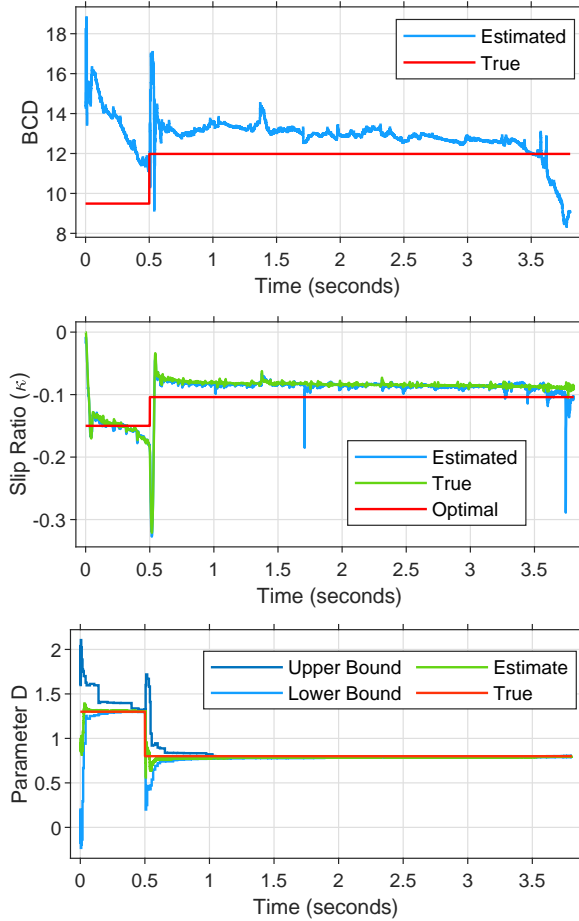 18
16
14
12
10
8
BCD
Estimated
True
0 0.5 1 1.5 2 2.5 3 3.5
Time (seconds)
0
-0.1
-0.2
-0.3
Slip Ratio (κ)
Estimated
True
Optimal
0 0.5 1 1.5 2 2.5 3 3.5
Time (seconds)
2
1.5
1
0.5
0
Parameter D
Upper Bound Estimate
Lower Bound True
0 0.5 1 1.5 2 2.5 3 3.5
Time (seconds)